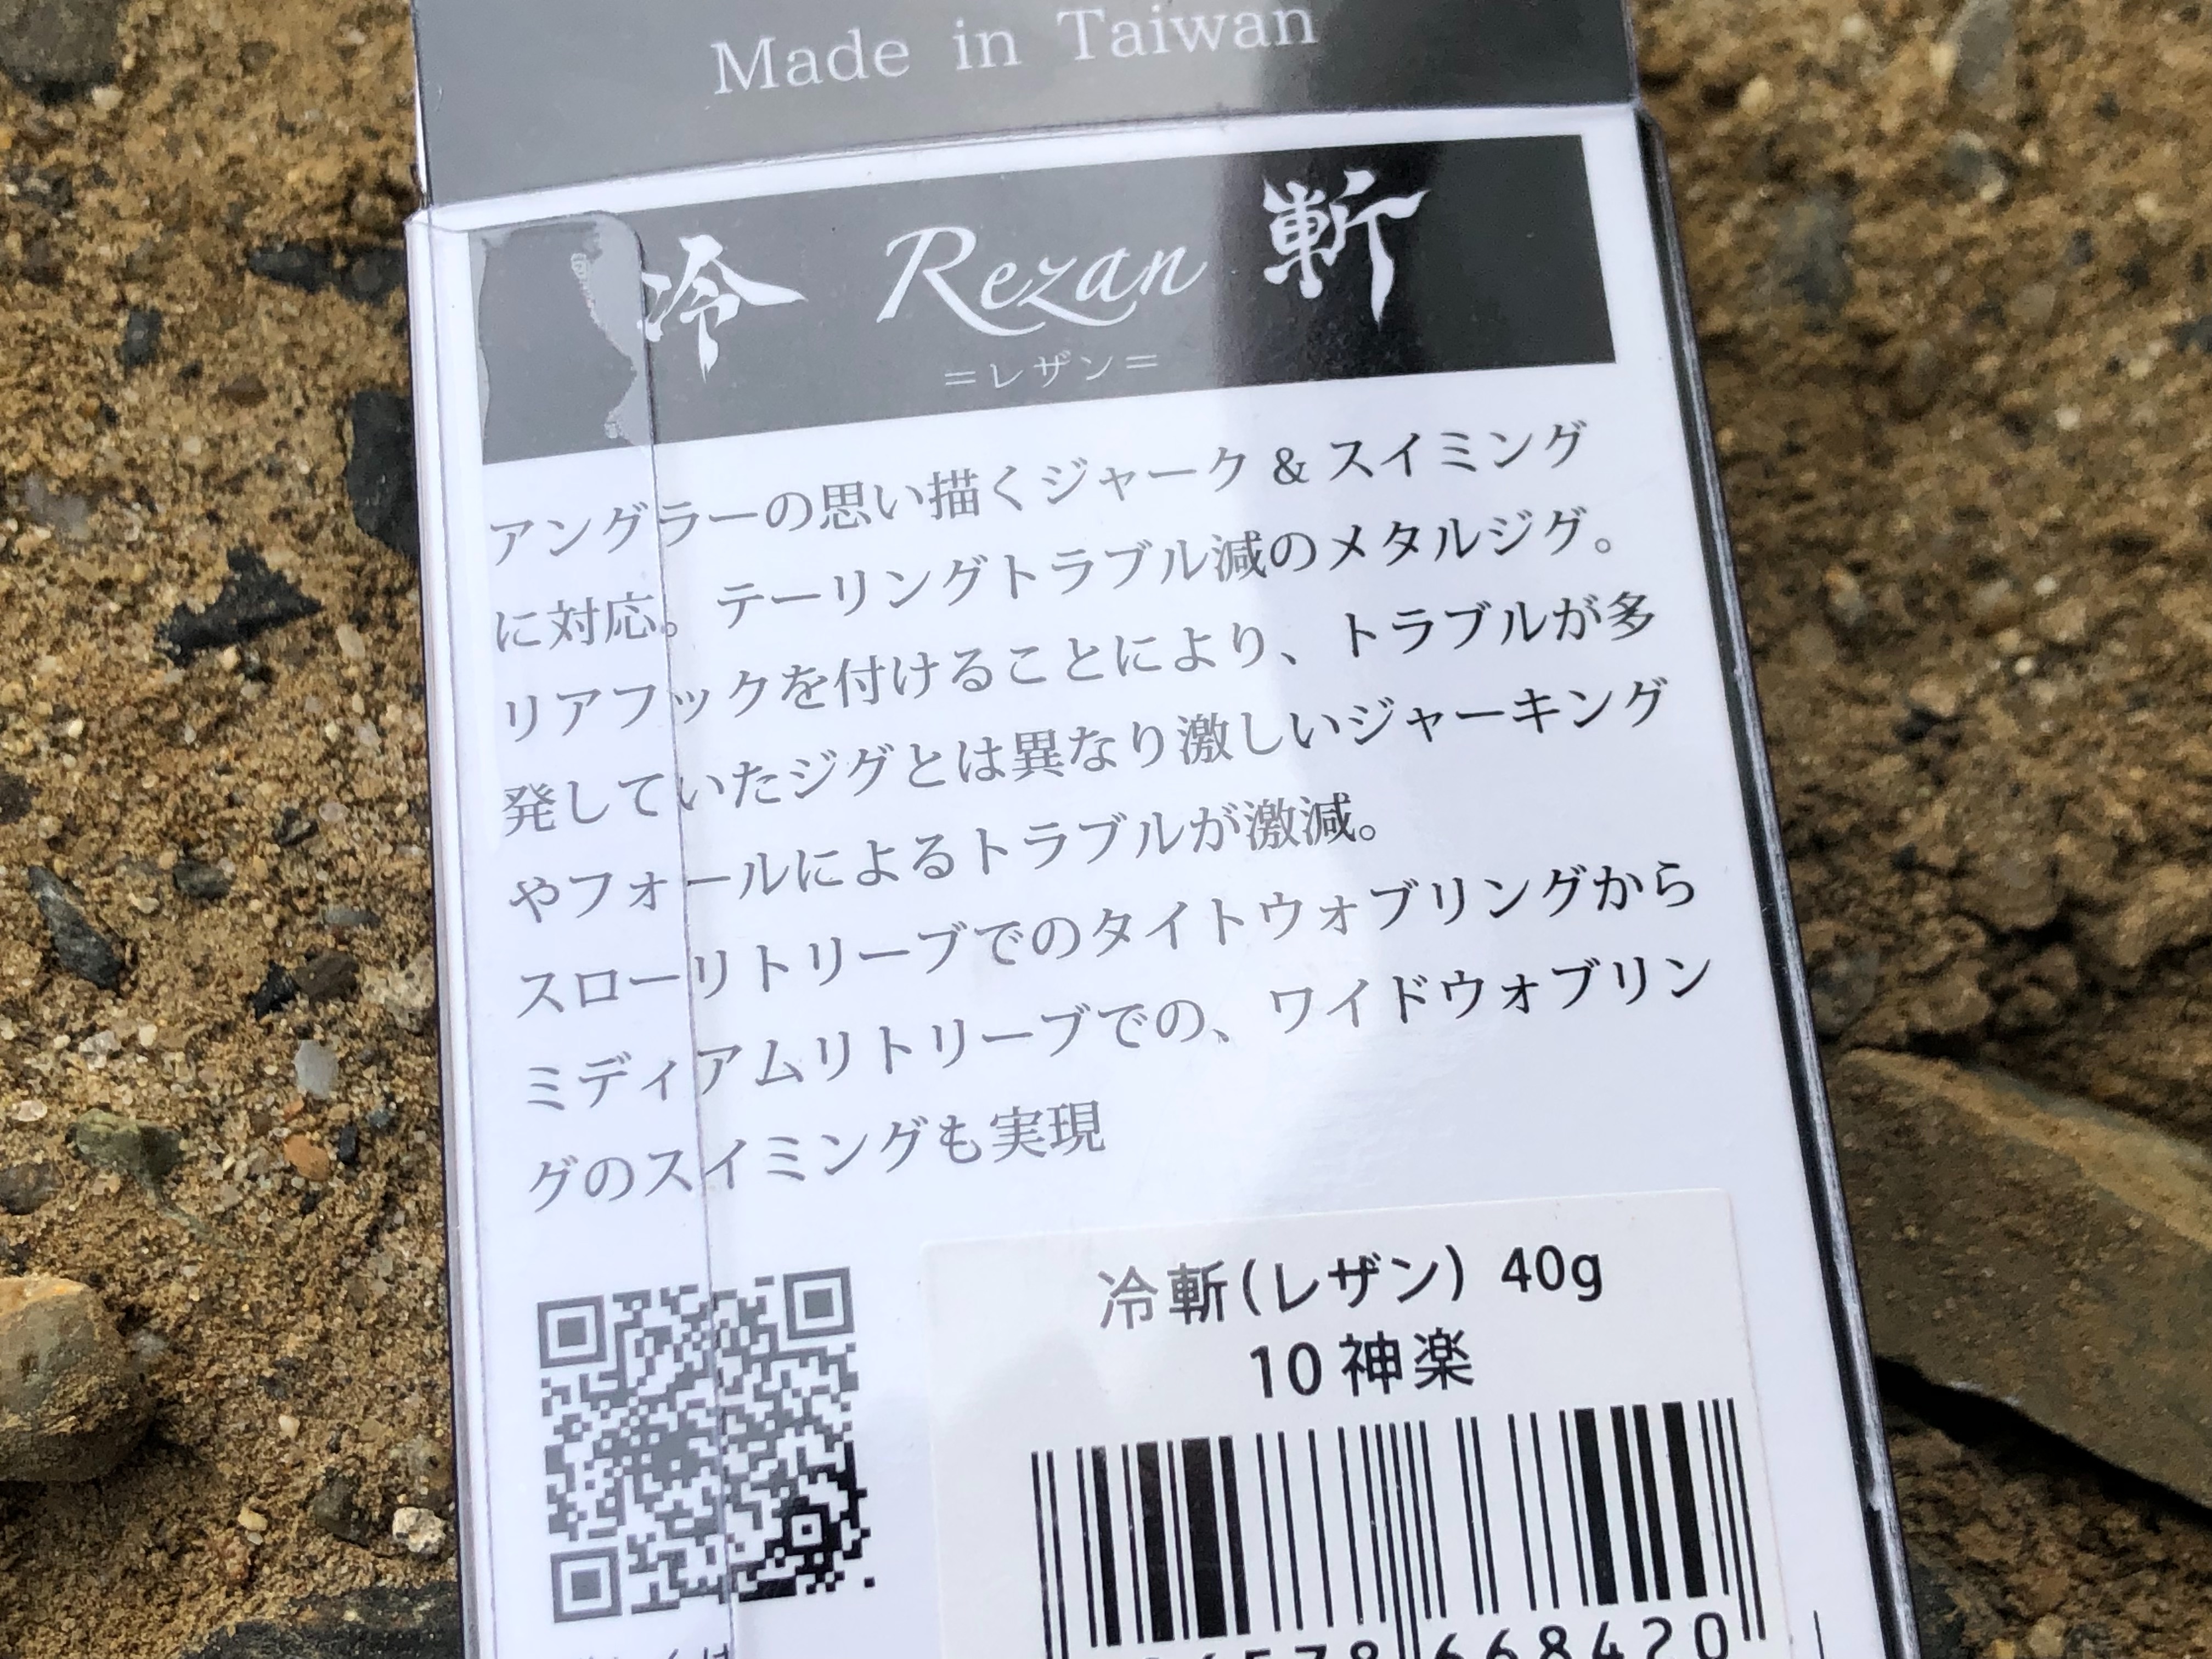 Made in Taiwan
冷 Rezan 斬
=レザン=
アングラーの思い描くジャーク & スイミング
に対応。テーリングトラブル減のメタルジグ。
リアフックを付けることにより、トラブルが多
発していたジグとは異なり激しいジャーキング
やフォールによるトラブルが激減。
スローリトリーブでのタイトウォブリングから
ミディアムリトリーブでの、ワイドウォブリン
グのスイミングも実現
冷斬(レザン) 40g
10 神楽
668420